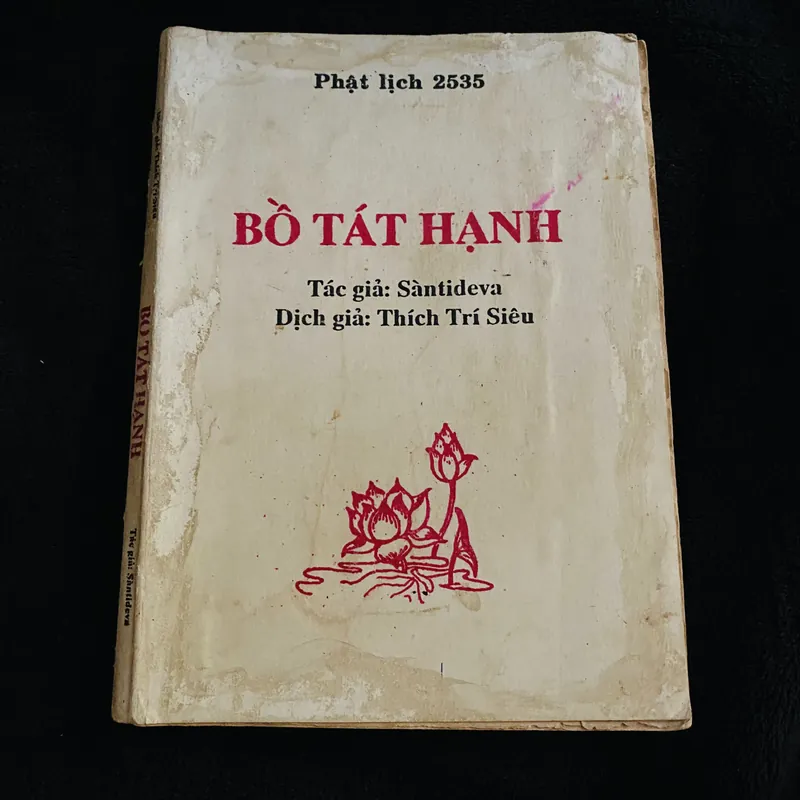 Phật lịch 2535
BỒ TÁT HẠNH
Tác giả: Sàntideva
Dịch giả: Thích Trí Siêu
BỒ TÁT HẠNH
Tác giả: Sàntideva